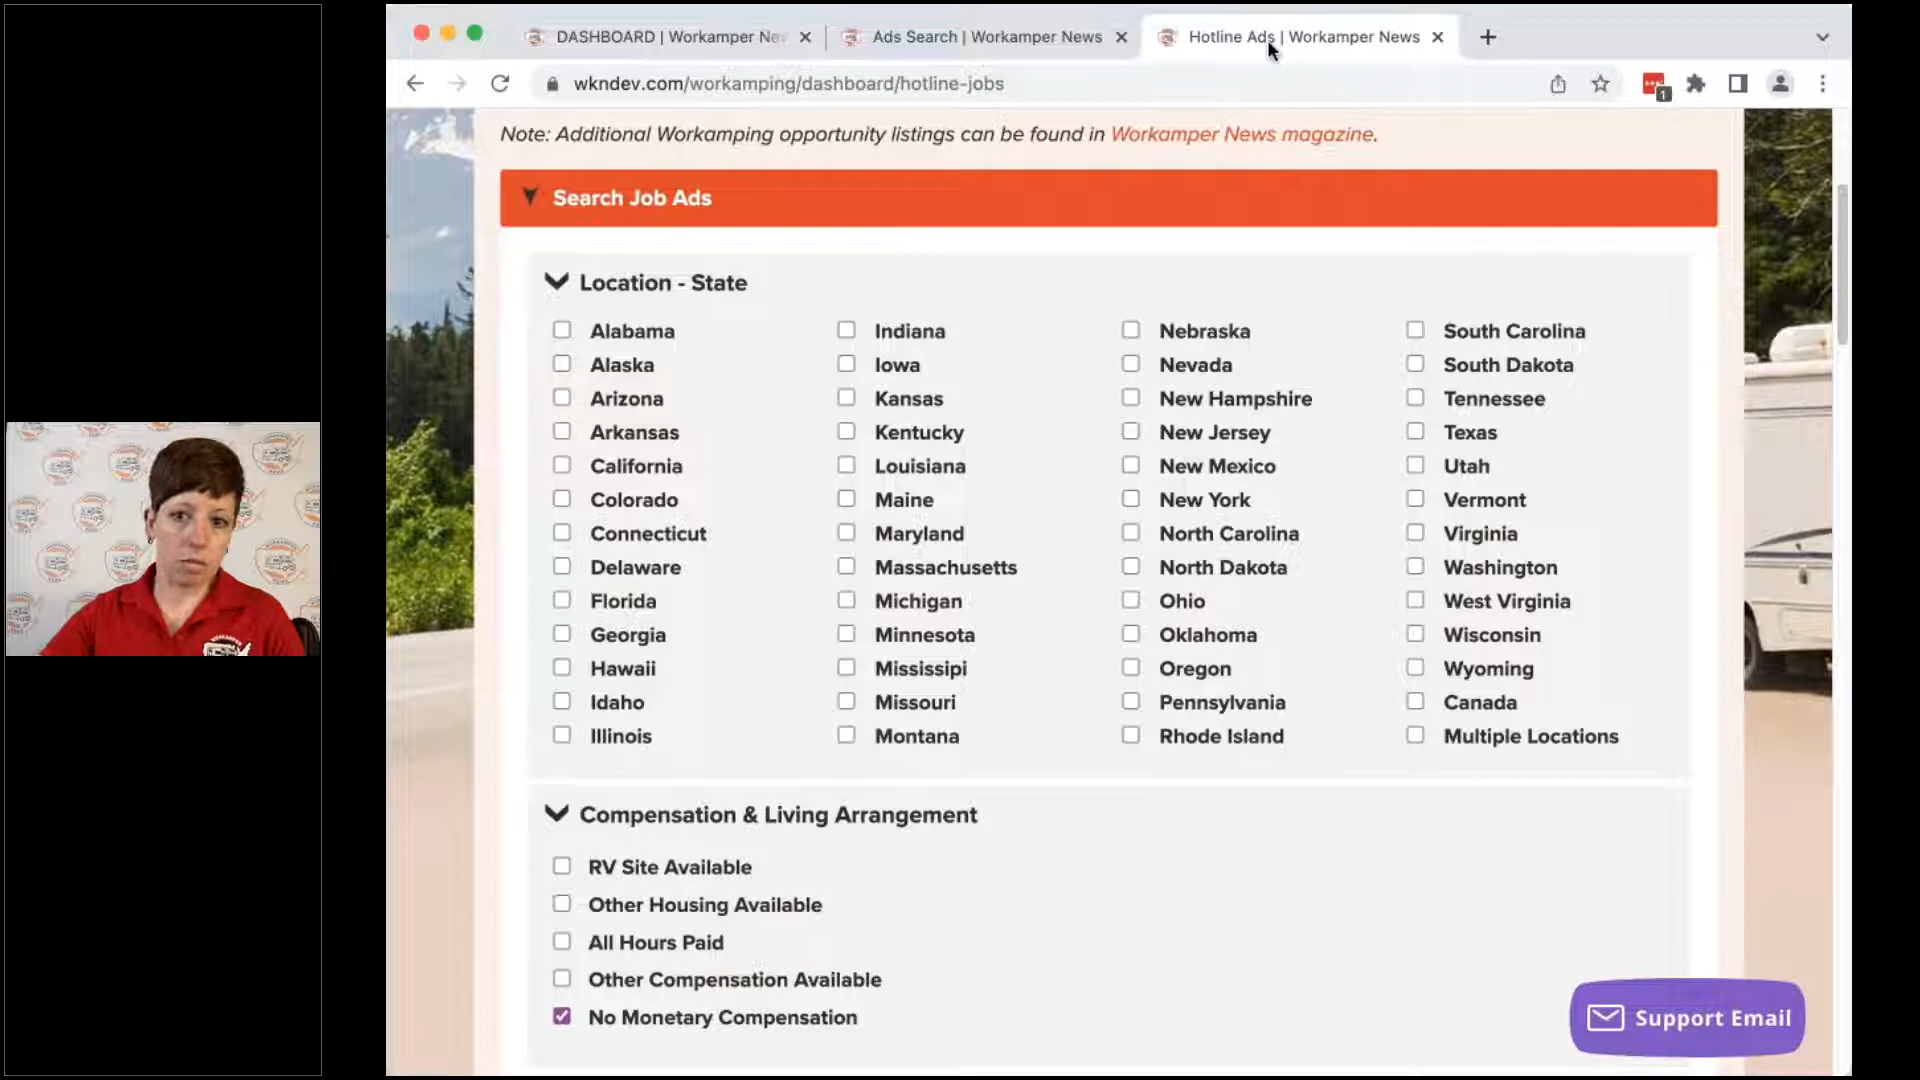 DASHBOARD | Workamper Nev
Ads Search | Workamper News
Hotline Ads | Workamper News
wkndev.com/workamping/dashboard/hotline-jobs
1
Note: Additional Workamping opportunity listings can be found in Workamper News magazine.
Search Job Ads
Location - State
Alabama
Alaska
Arizona
Arkansas
California
Colorado
Connecticut
Delaware
Florida
Georgia
Hawaii
Idaho
Illinois
Indiana
Iowa
Kansas
Kentucky
Louisiana
Maine
Maryland
Massachusetts
Michigan
Minnesota
Mississipi
Missouri
Montana
Nebraska
Nevada
New Hampshire
New Jersey
New Mexico
New York
North Carolina
North Dakota
Ohio
Oklahoma
Oregon
Pennsylvania
Rhode Island
South Carolina
South Dakota
Tennessee
Texas
Utah
Vermont
Virginia
Washington
West Virginia
Wisconsin
Wyoming
Canada
Multiple Locations
Compensation & Living Arrangement
RV Site Available
Other Housing Available
All Hours Paid
Other Compensation Available
No Monetary Compensation
Support Email